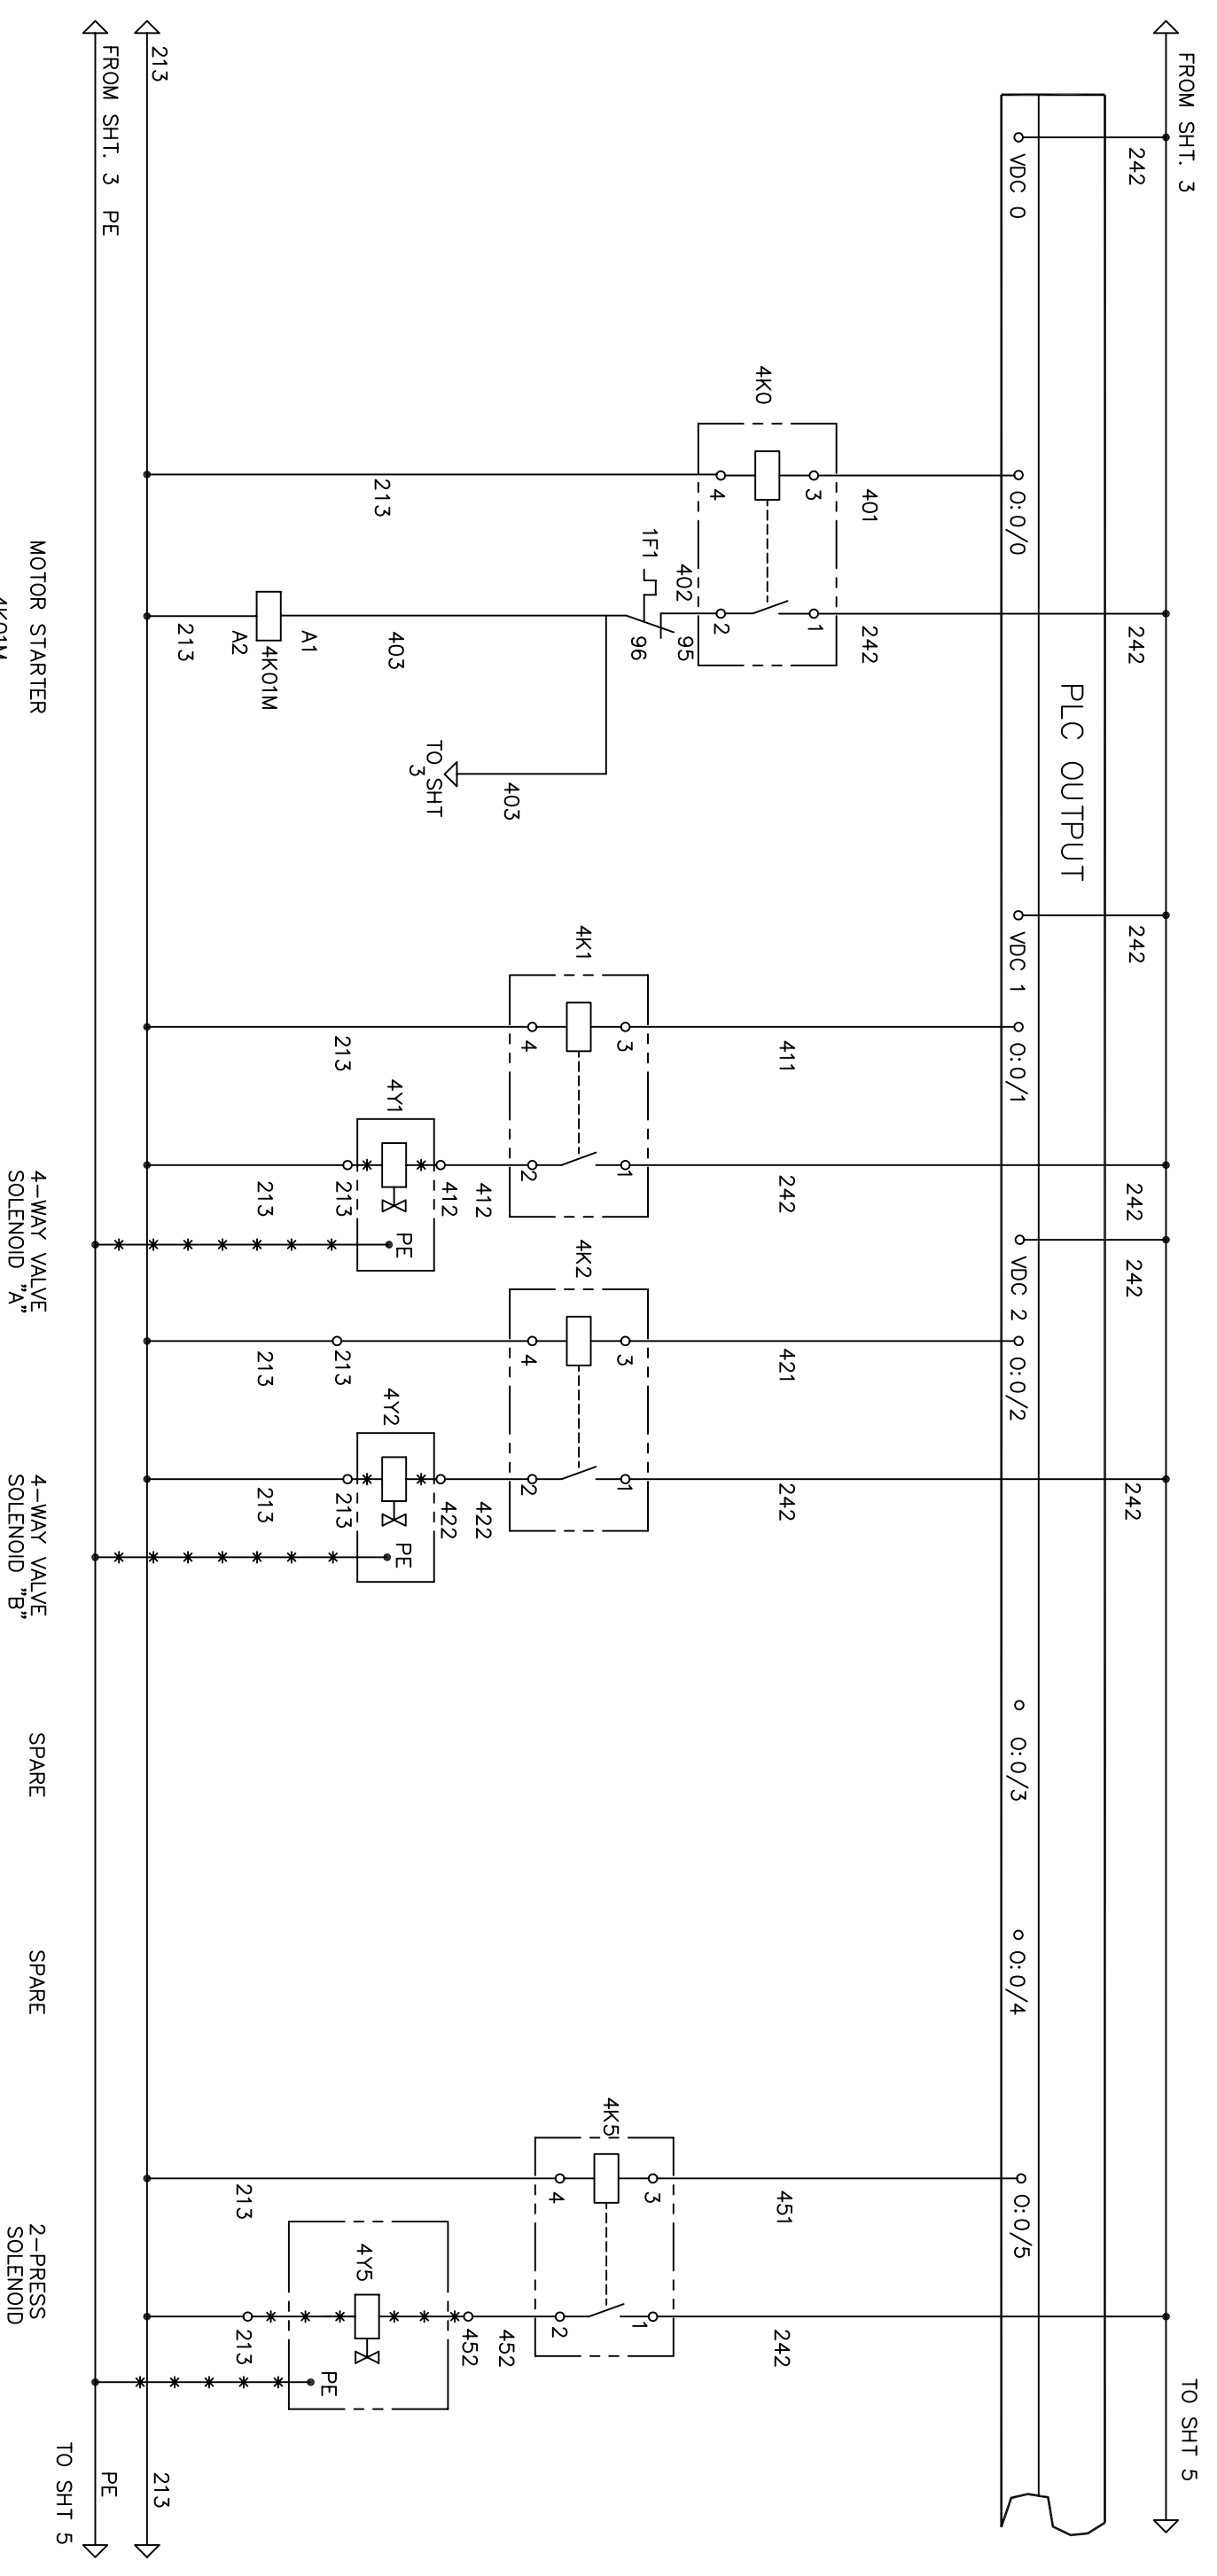 FROM SHT. 3
TO SHT 5
242
242
242
242
242
242
PLC OUTPUT
VDC 0
O:0/0
VDC 1
O:0/1
VDC 2
O:0/2
O:0/3
O:0/4
O:0/5
401
242
411
242
421
242
451
242
4K0
3
1
4
2
4K1
3
1
4
2
4K2
3
1
4
2
4K5
3
1
4
2
402
1F1
95
96
403
403
TO SHT
3
213
A1
4K01M
A2
213
412
412
4Y1
PE
213
213
213
422
422
4Y2
PE
213
213
213
213
452
452
4Y5
PE
213
213
213
213
FROM SHT. 3 PE
PE
TO SHT 5
MOTOR STARTER
4K01M
4-WAY VALVE
SOLENOID "A"
4-WAY VALVE
SOLENOID "B"
SPARE
SPARE
2-PRESS
SOLENOID